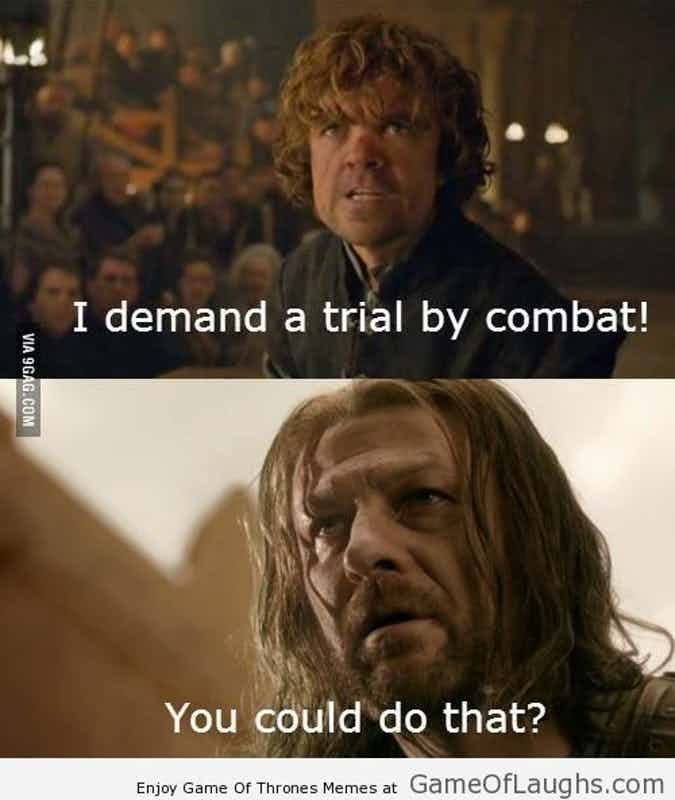 I demand a trial by combat!
VIA 9GAG.COM
You could do that?
Enjoy Game Of Thrones Memes at GameOfLaughs.com